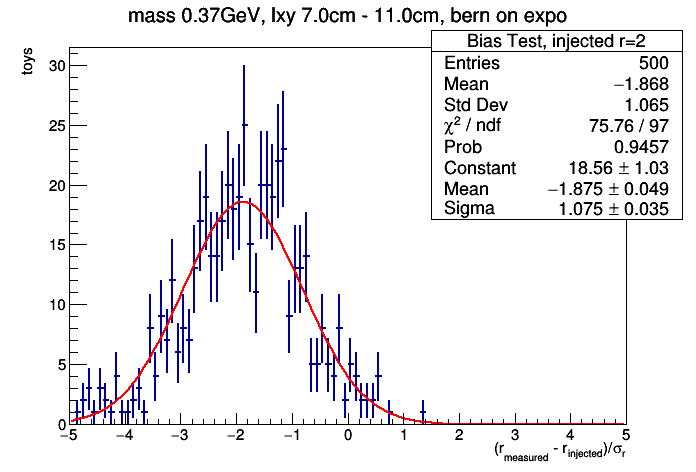 mass 0.37GeV, lxy 7.0cm - 11.0cm, bern on expo
Bias Test, injected r=2
Entries 500
Mean −1.868
Std Dev 1.065
χ² / ndf 75.76 / 97
Prob 0.9457
Constant 18.56 ± 1.03
Mean −1.875 ± 0.049
Sigma 1.075 ± 0.035
toys
30
25
20
15
10
5
0
−5 −4 −3 −2 −1 0 1 2 3 4 5
(r_measured - r_injected)/σ_r